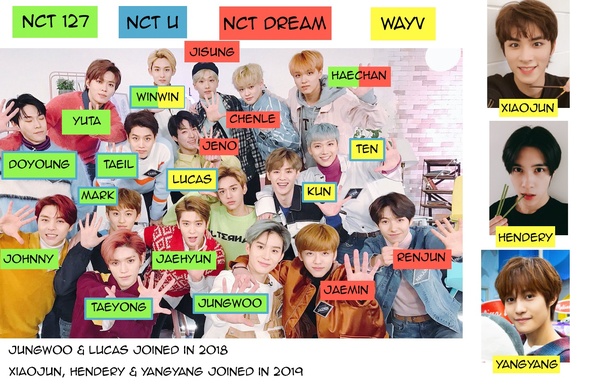 NCT 127 NCT U NCT DREAM WAYV
JISUNG
HAECHAN
WINWIN
YUTA
CHENLE
JENO
DOYOUNG TAEIL TEN
LUCAS
MARK KUN
JOHNNY JAEHYUN RENJUN
JAEMIN
TAEYONG JUNGWOO
JUNGWOO & LUCAS JOINED IN 2018
XIAOJUN, HENDERY & YANGYANG JOINED IN 2019
XIAOJUN
HENDERY
YANGYANG